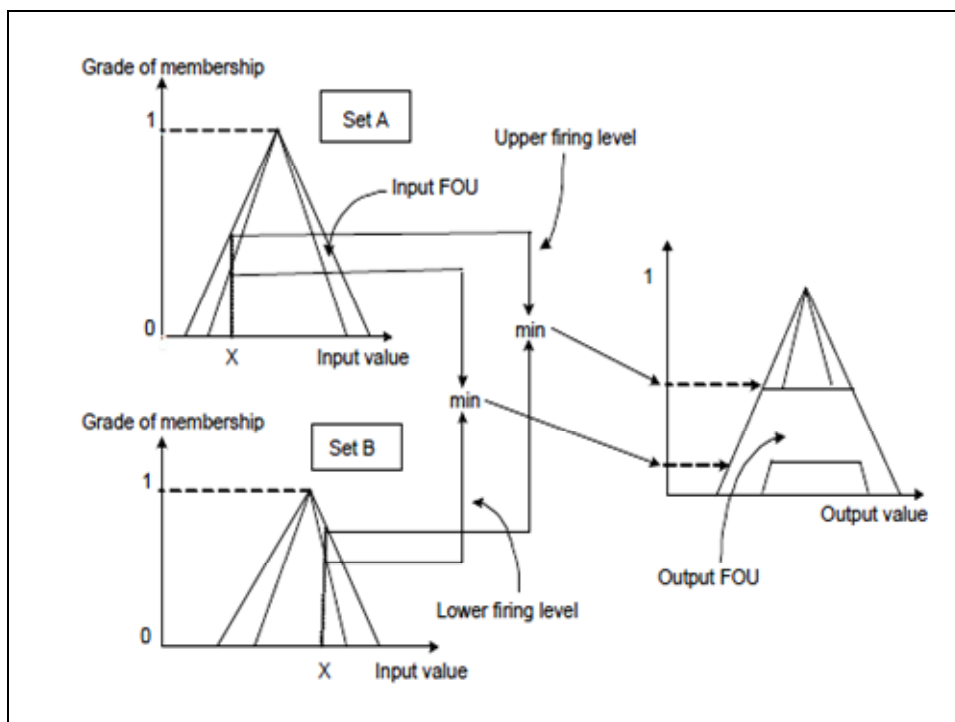 Grade of membership
1
Set A
Upper firing level
Input FOU
0
X
Input value
min
1
min
Grade of membership
Set B
1
Output value
Output FOU
Lower firing level
0
X
Input value